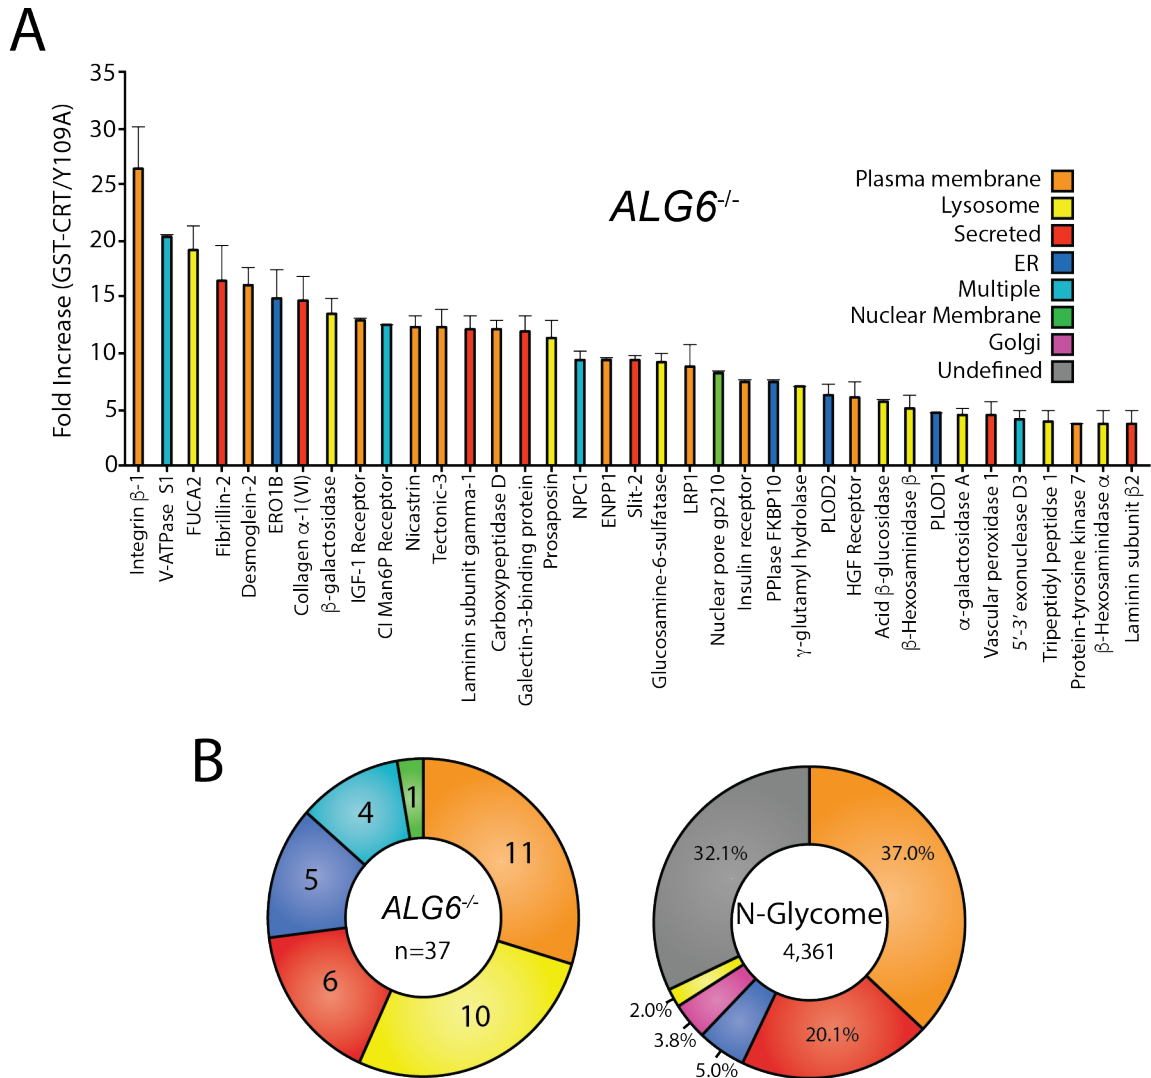 A
Fold Increase (GST-CRT/Y109A)
35
30
25
20
15
10
5
0
ALG6-/-
Plasma membrane
Lysosome
Secreted
ER
Multiple
Nuclear Membrane
Golgi
Undefined
Integrin β-1
V-ATPase S1
FUCA2
Fibrillin-2
Desmoglein-2
ERO1B
Collagen α-1(VI)
β-galactosidase
IGF-1 Receptor
CI Man6P Receptor
Nicastrin
Tectonic-3
Laminin subunit gamma-1
Carboxypeptidase D
Galectin-3-binding protein
Prosaposin
NPC1
ENPP1
Slit-2
Glucosamine-6-sulfatase
LRP1
Nuclear pore gp210
Insulin receptor
PPIase FKBP10
γ-glutamyl hydrolase
PLOD2
HGF Receptor
Acid β-glucosidase
β-Hexosaminidase β
PLOD1
α-galactosidase A
Vascular peroxidase 1
5'-3' exonuclease D3
Tripeptidyl peptidse 1
Protein-tyrosine kinase 7
β-Hexosaminidase α
Laminin subunit β2
B
1
4
11
5
ALG6-/-
n=37
6
10
32.1%
37.0%
N-Glycome
4,361
2.0%
3.8%
5.0%
20.1%